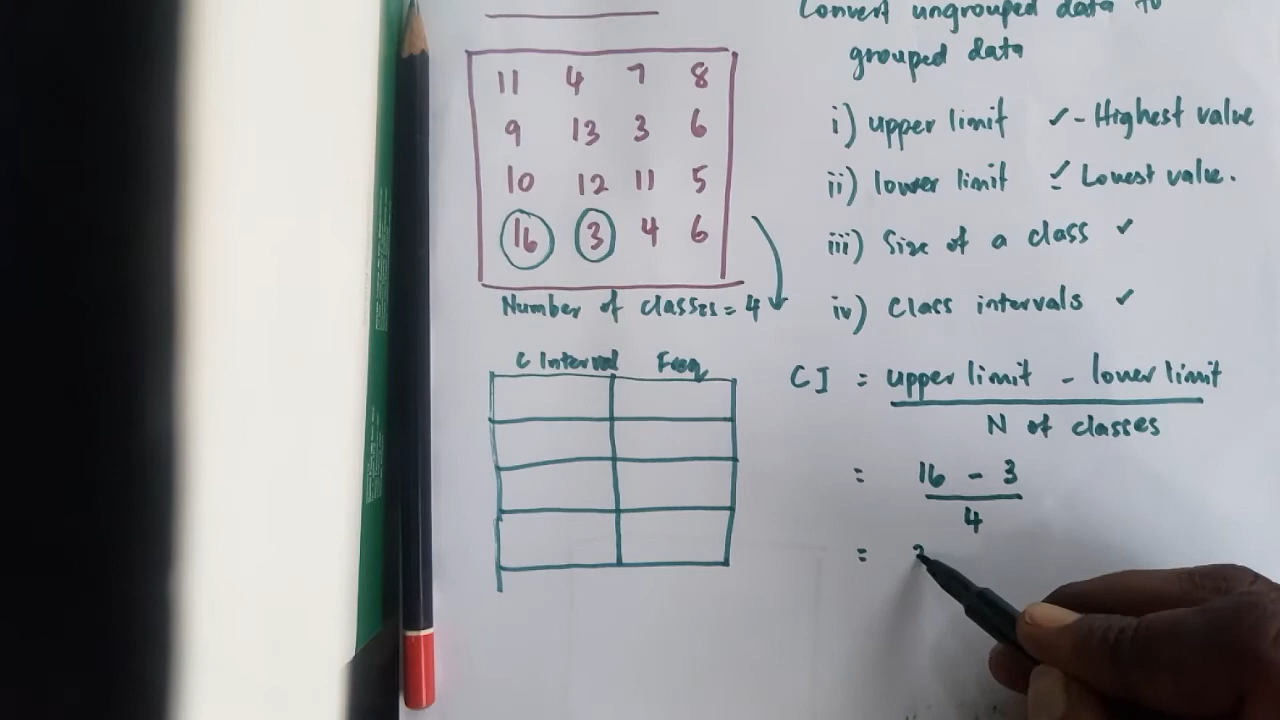 Convert ungrouped data to
grouped data
11 4 7 8
9 13 3 6
10 12 11 5
16 3 4 6
Number of classes = 4
i) upper limit ✓ - Highest value
ii) lower limit ✓ - Lowest value.
iii) Size of a class ✓
iv) Class intervals ✓
C Interval Freq
CI = upper limit - lower limit
N of classes
= 16 - 3
4
=